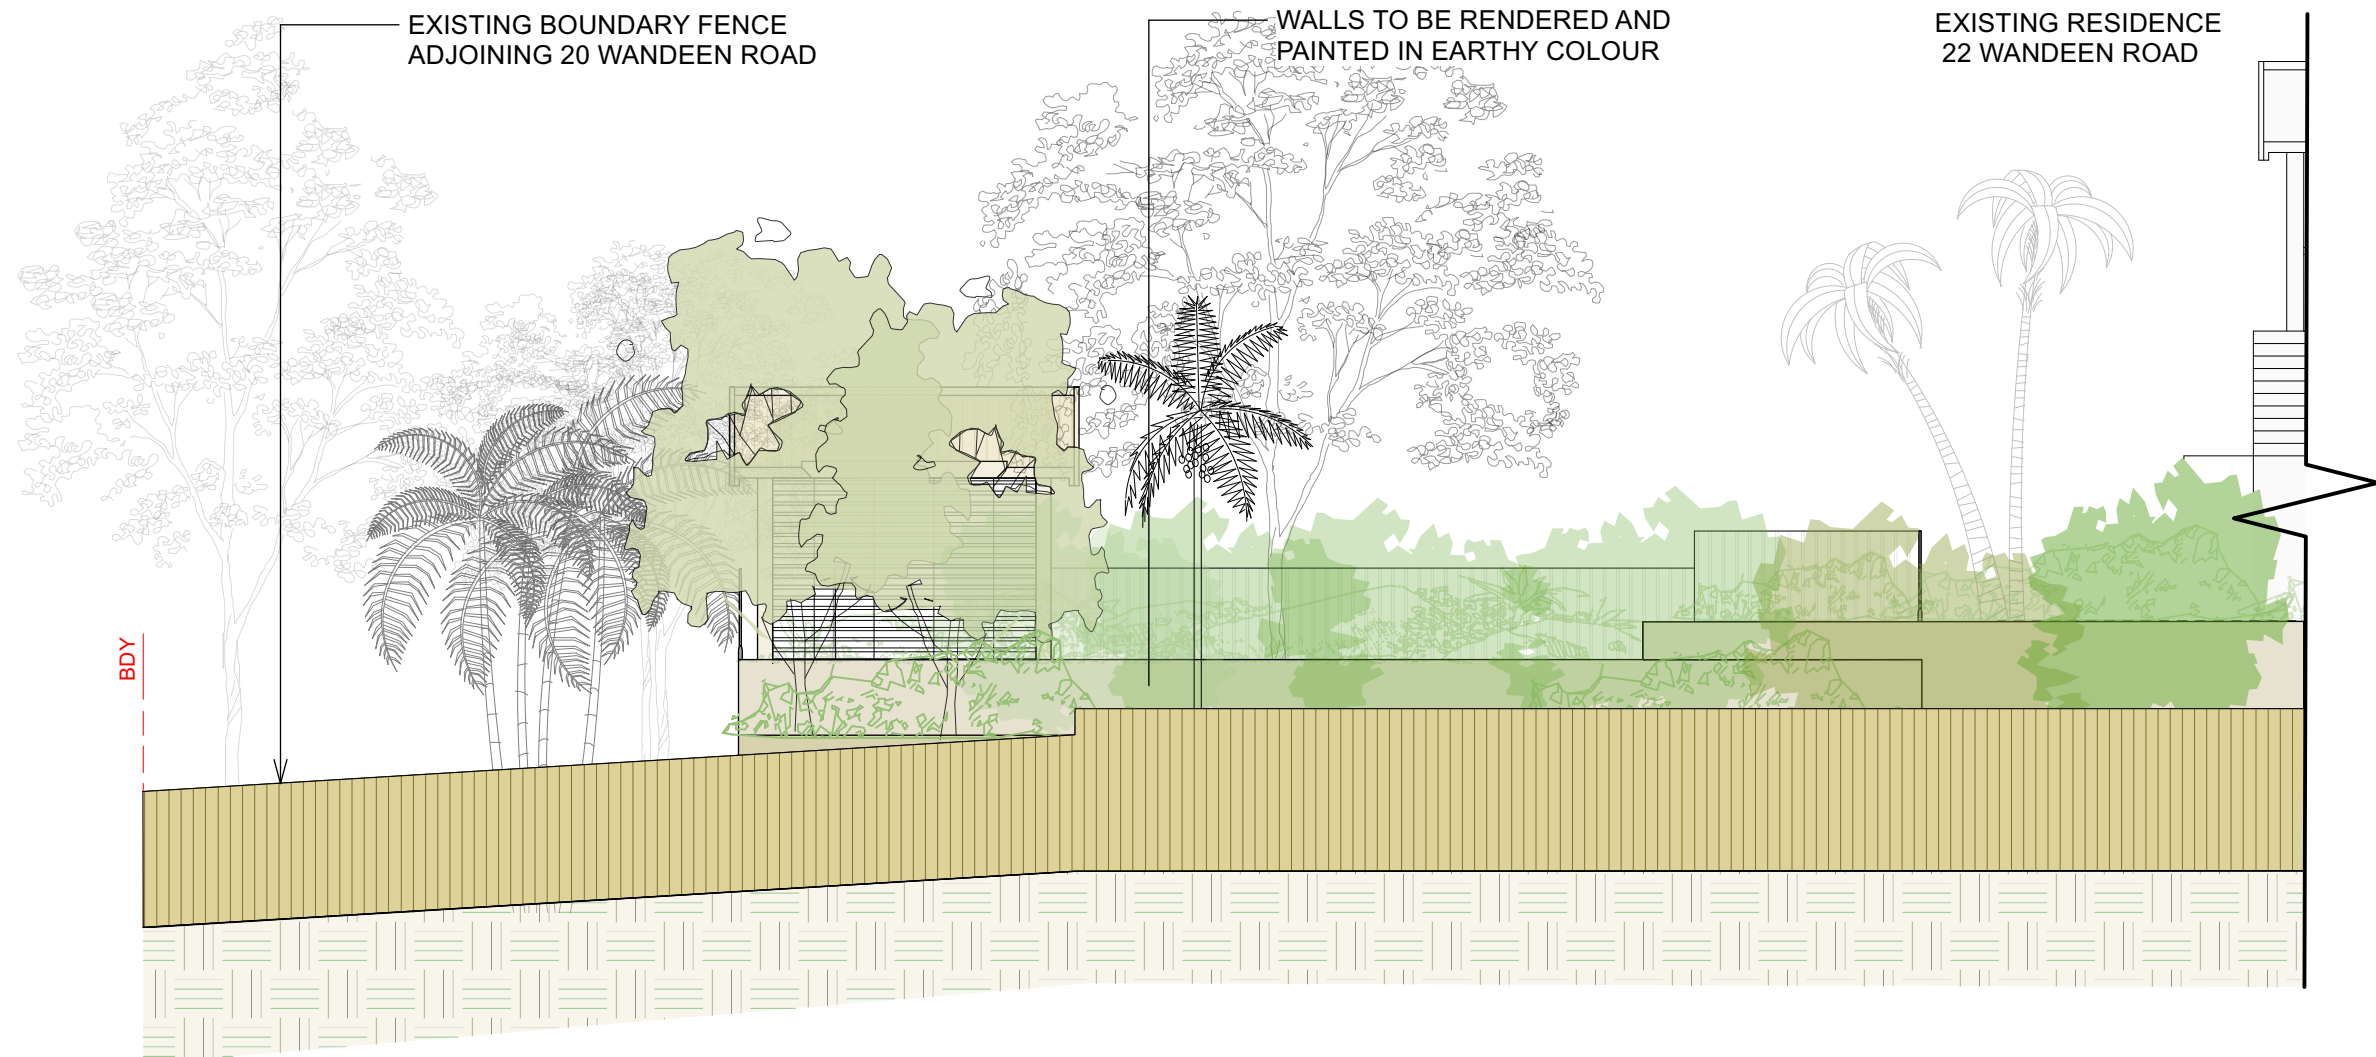 EXISTING BOUNDARY FENCE
ADJOINING 20 WANDEEN ROAD
WALLS TO BE RENDERED AND
PAINTED IN EARTHY COLOUR
EXISTING RESIDENCE
22 WANDEEN ROAD
BDY